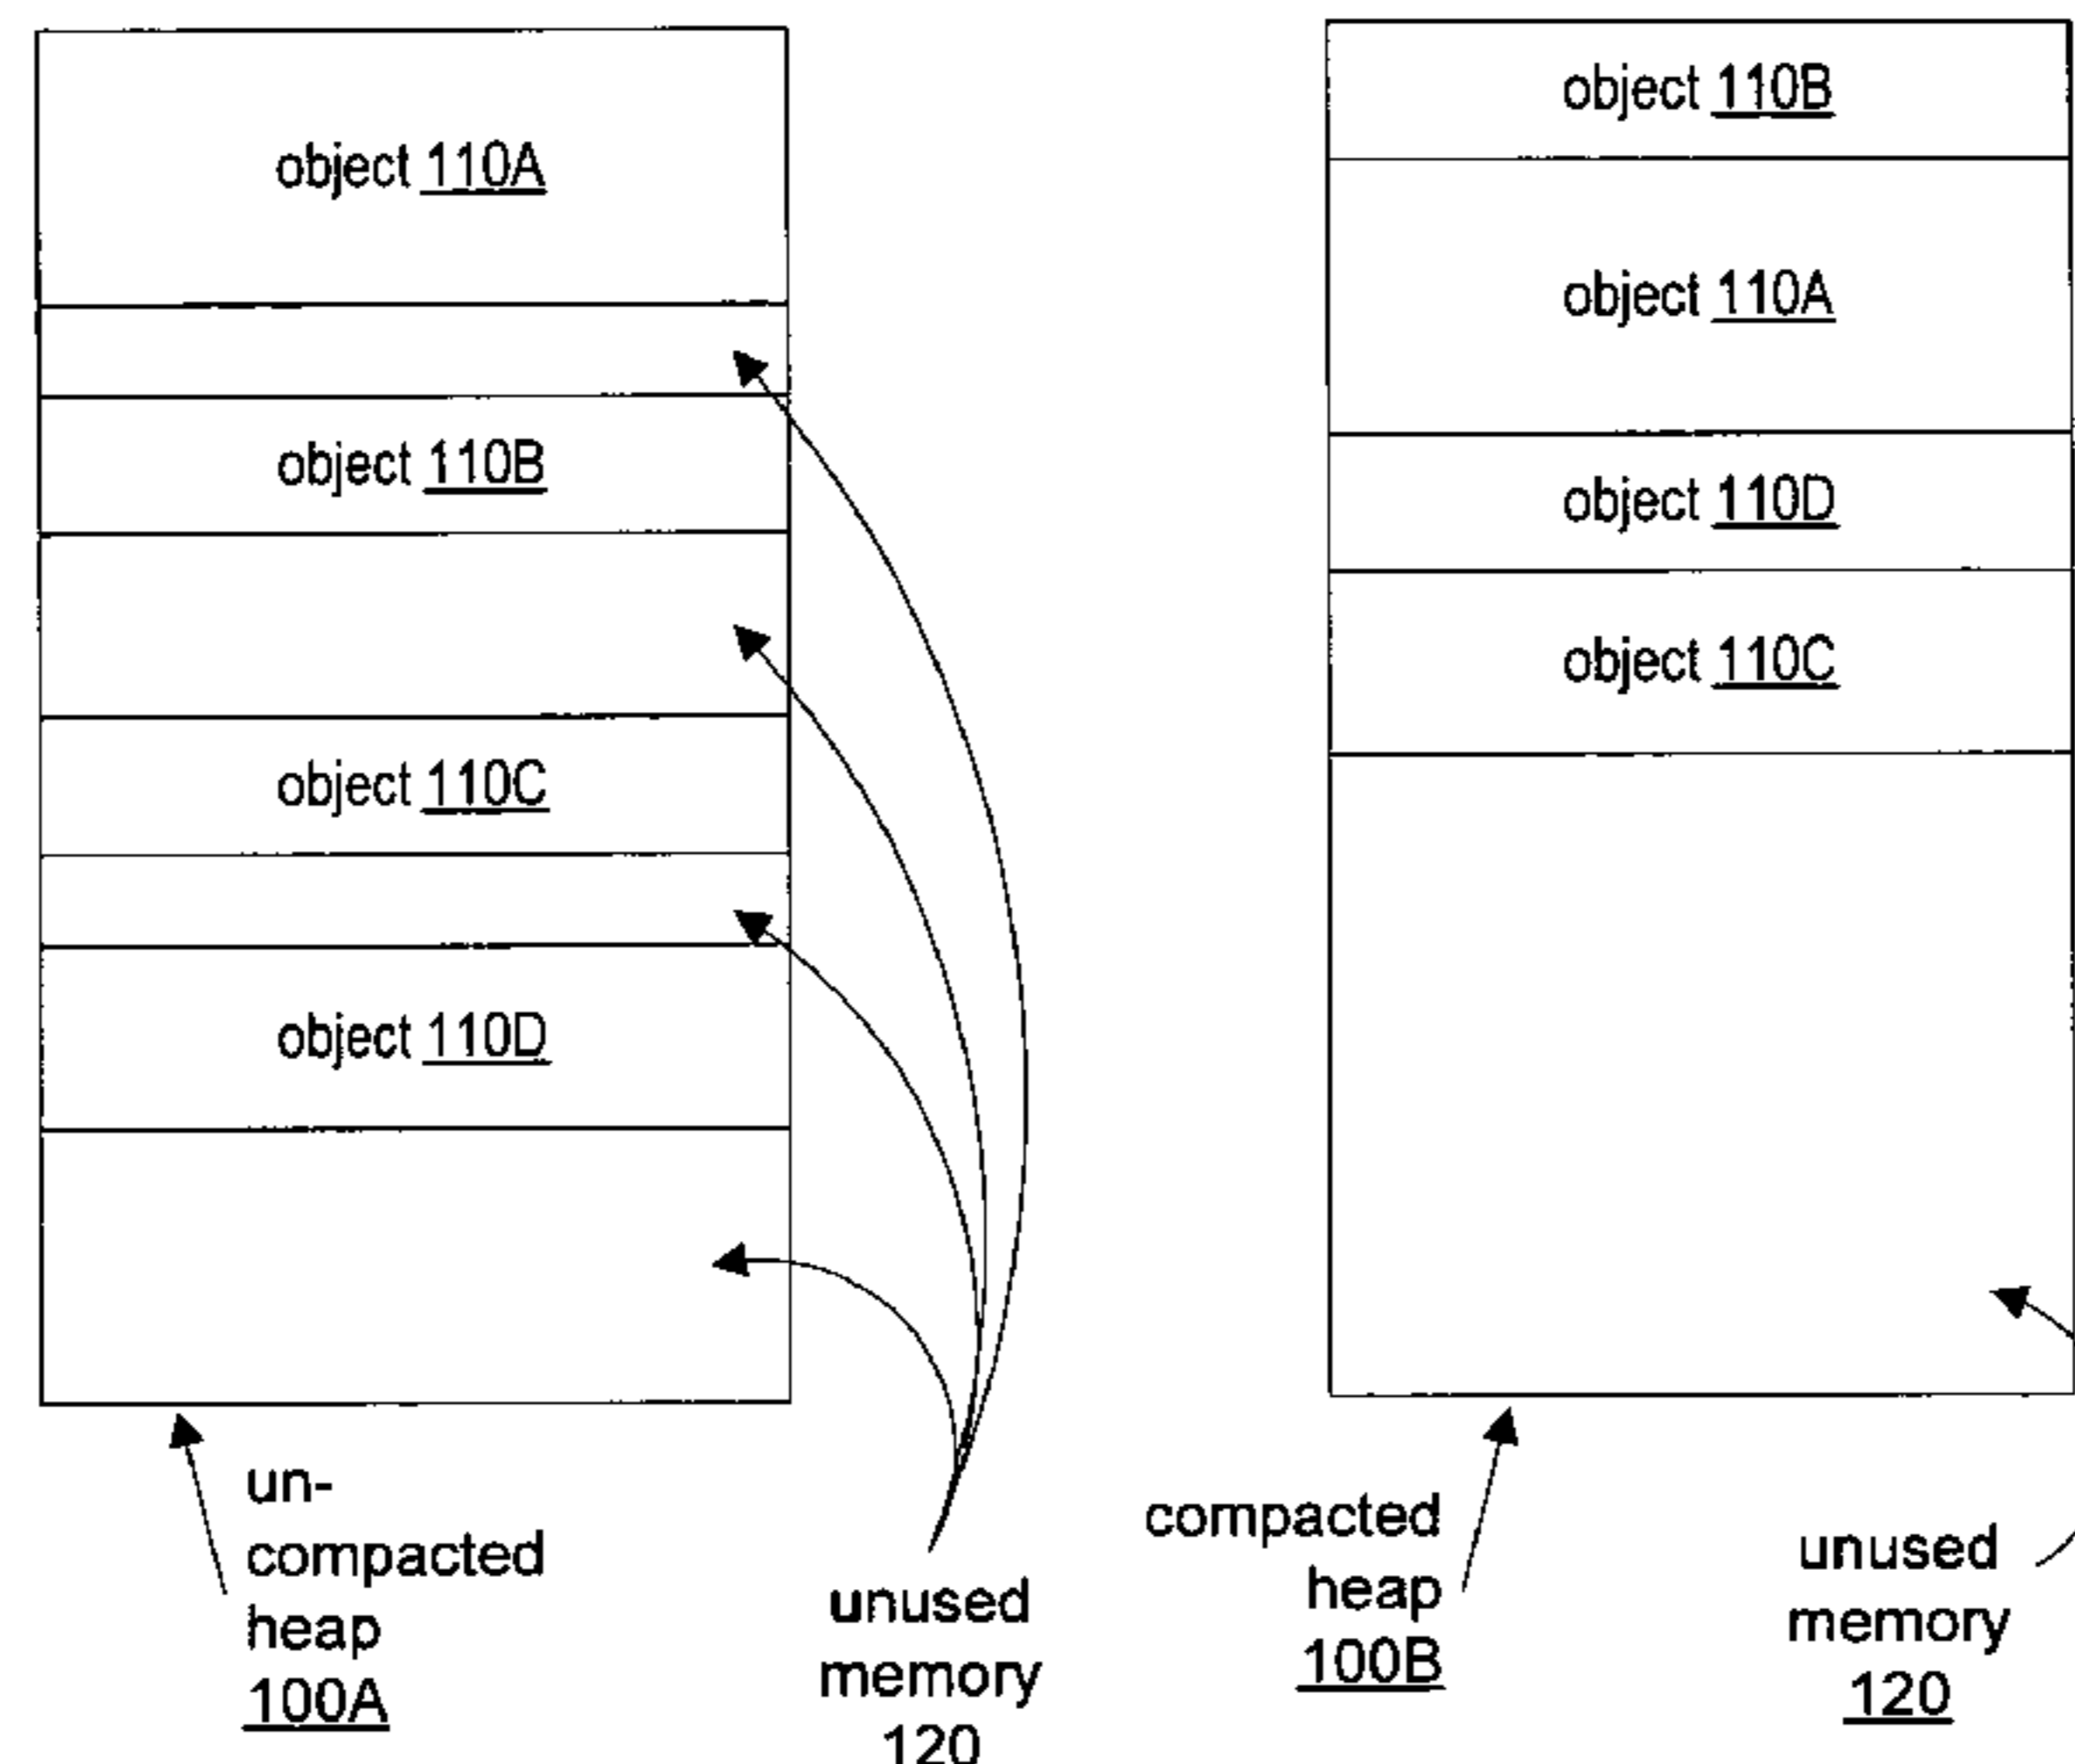 object 110A
object 110B
object 110C
object 110D
un-
compacted
heap
100A
unused
memory
120
object 110B
object 110A
object 110D
object 110C
compacted
heap
100B
unused
memory
120